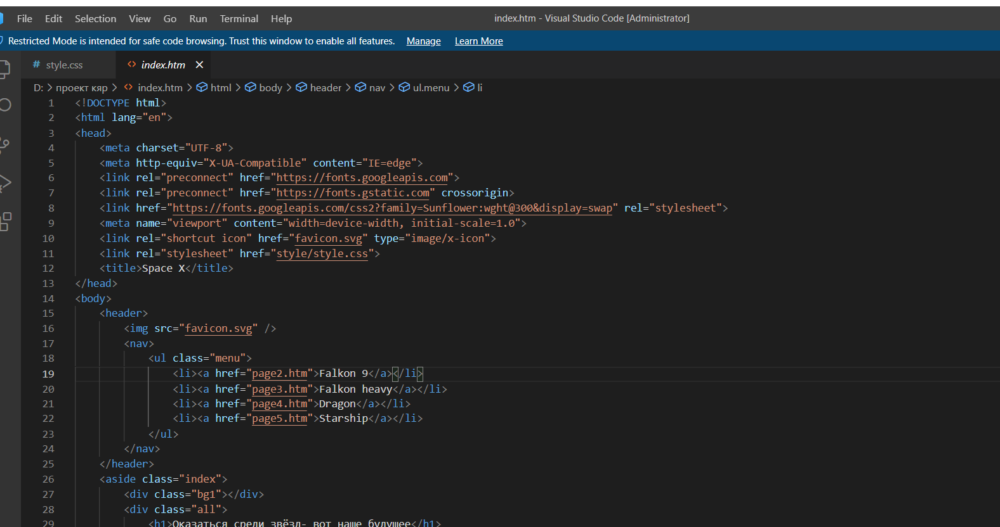 File Edit Selection View Go Run Terminal Help index.htm - Visual Studio Code [Administrator]
Restricted Mode is intended for safe code browsing. Trust this window to enable all features. Manage Learn More
# style.css <> index.htm ×
D: > проект кяр > <> index.htm > html > body > header > nav > ul.menu > li
1 <!DOCTYPE html>
2 <html lang="en">
3 <head>
4 <meta charset="UTF-8">
5 <meta http-equiv="X-UA-Compatible" content="IE=edge">
6 <link rel="preconnect" href="https://fonts.googleapis.com">
7 <link rel="preconnect" href="https://fonts.gstatic.com" crossorigin>
8 <link href="https://fonts.googleapis.com/css2?family=Sunflower:wght@300&display=swap" rel="stylesheet">
9 <meta name="viewport" content="width=device-width, initial-scale=1.0">
10 <link rel="shortcut icon" href="favicon.svg" type="image/x-icon">
11 <link rel="stylesheet" href="style/style.css">
12 <title>Space X</title>
13 </head>
14 <body>
15 <header>
16 <img src="favicon.svg" />
17 <nav>
18 <ul class="menu">
19 <li><a href="page2.htm">Falkon 9</a></li>
20 <li><a href="page3.htm">Falkon heavy</a></li>
21 <li><a href="page4.htm">Dragon</a></li>
22 <li><a href="page5.htm">Starship</a></li>
23 </ul>
24 </nav>
25 </header>
26 <aside class="index">
27 <div class="bg1"></div>
28 <div class="all">
29 <h1>Оказаться среди звёзд- вот наше будущее</h1>